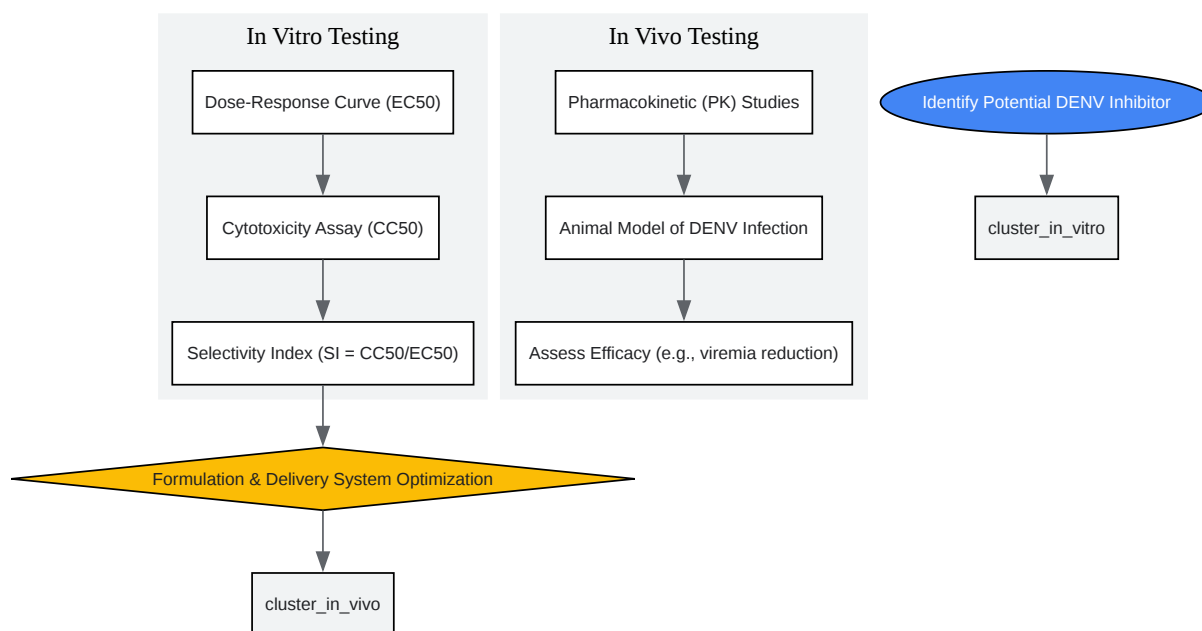 In Vitro Testing
Dose-Response Curve (EC50)
Cytotoxicity Assay (CC50)
Selectivity Index (SI = CC50/EC50)
Formulation & Delivery System Optimization
cluster_in_vivo
In Vivo Testing
Pharmacokinetic (PK) Studies
Animal Model of DENV Infection
Assess Efficacy (e.g., viremia reduction)
Identify Potential DENV Inhibitor
cluster_in_vitro